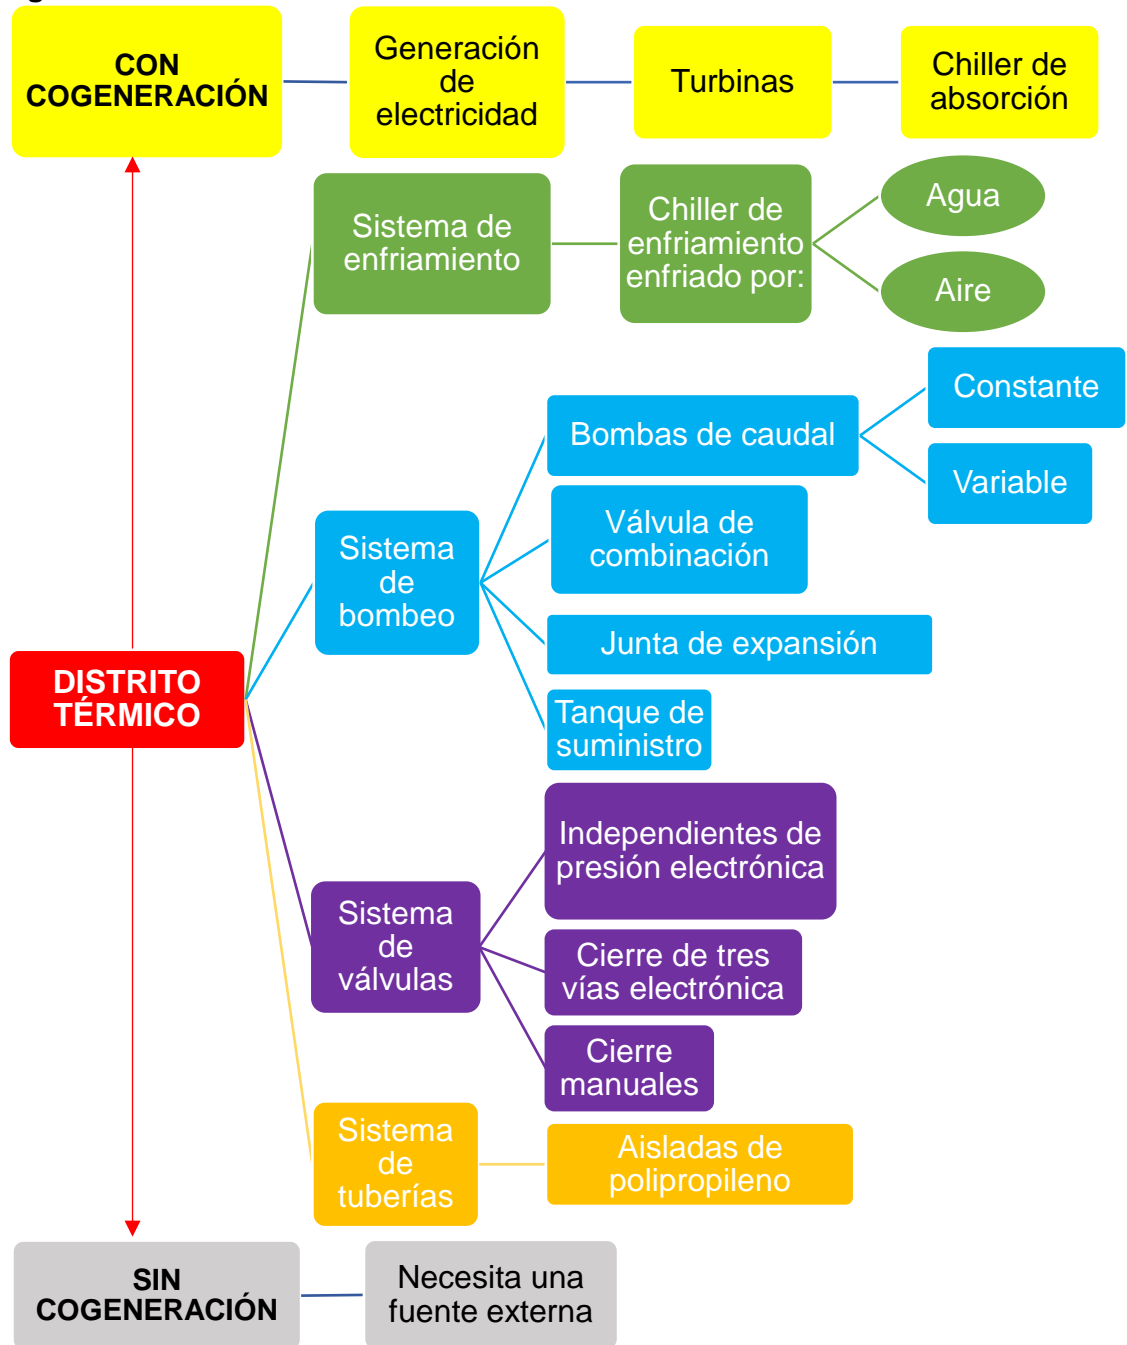 CON
COGENERACIÓN
Generación
de
electricidad
Turbinas
Chiller de
absorción
Sistema de
enfriamiento
Chiller de
enfriamiento
enfriado por:
Agua
Aire
Bombas de caudal
Constante
Variable
Sistema
de
bombeo
Válvula de
combinación
Junta de expansión
Tanque de
suministro
DISTRITO
TÉRMICO
Sistema
de
válvulas
Independientes de
presión electrónica
Cierre de tres
vías electrónica
Cierre
manuales
Sistema
de
tuberías
Aisladas de
polipropileno
SIN
COGENERACIÓN
Necesita una
fuente externa